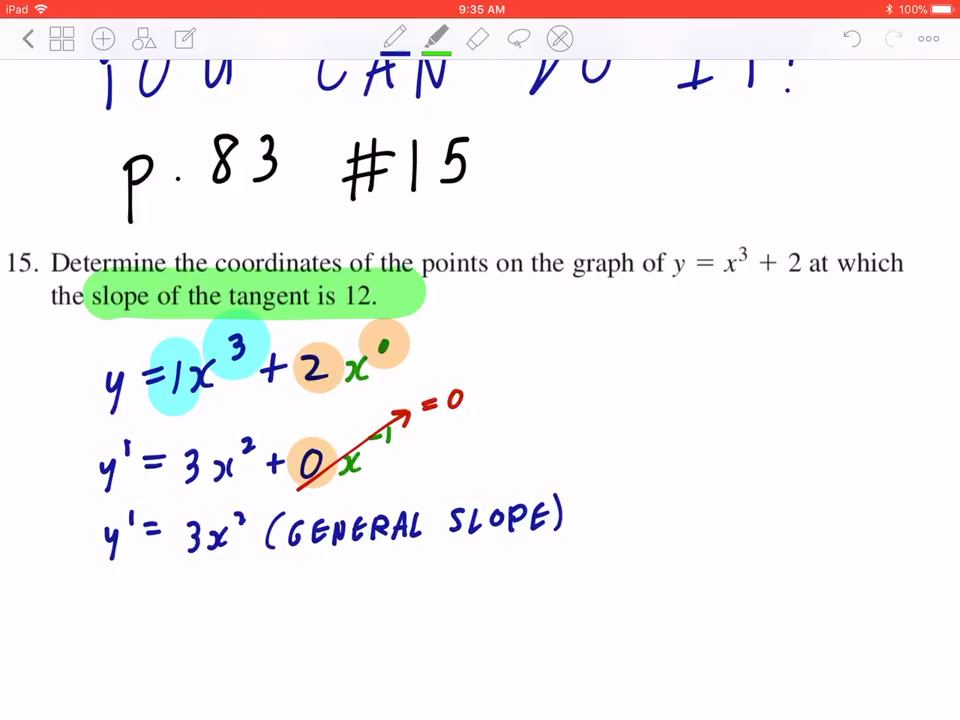 iPad 9:35 AM 100%
YOU CAN DO IT!
p. 83 #15
15. Determine the coordinates of the points on the graph of y = x³ + 2 at which
the slope of the tangent is 12.
y = 1x³ + 2x⁰
= 0
y' = 3x² + 0x⁻¹
y' = 3x² (GENERAL SLOPE)